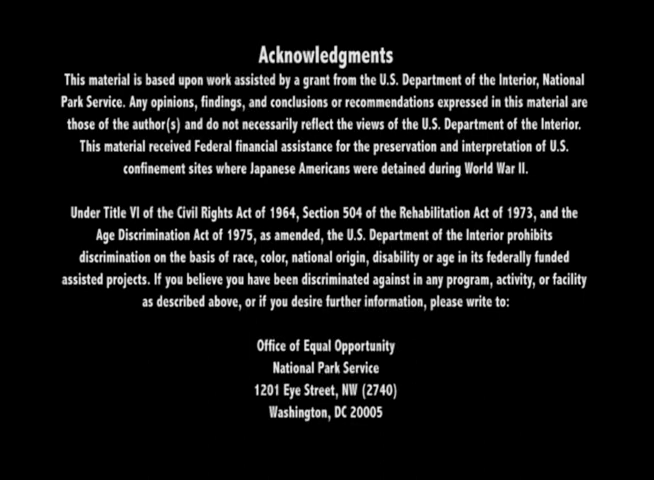 Acknowledgments
This material is based upon work assisted by a grant from the U.S. Department of the Interior, National
Park Service. Any opinions, findings, and conclusions or recommendations expressed in this material are
those of the author(s) and do not necessarily reflect the views of the U.S. Department of the Interior.
This material received Federal financial assistance for the preservation and interpretation of U.S.
confinement sites where Japanese Americans were detained during World War II.
Under Title VI of the Civil Rights Act of 1964, Section 504 of the Rehabilitation Act of 1973, and the
Age Discrimination Act of 1975, as amended, the U.S. Department of the Interior prohibits
discrimination on the basis of race, color, national origin, disability or age in its federally funded
assisted projects. If you believe you have been discriminated against in any program, activity, or facility
as described above, or if you desire further information, please write to:
Office of Equal Opportunity
National Park Service
1201 Eye Street, NW (2740)
Washington, DC 20005